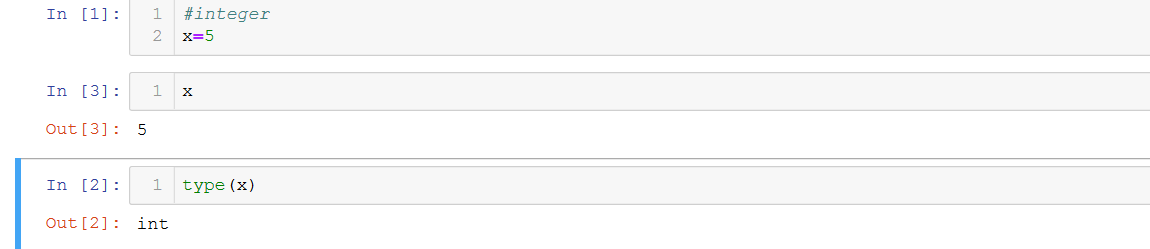 In [1]: 1 #integer
2 x=5
In [3]: 1 x
Out[3]: 5
In [2]: 1 type(x)
Out[2]: int